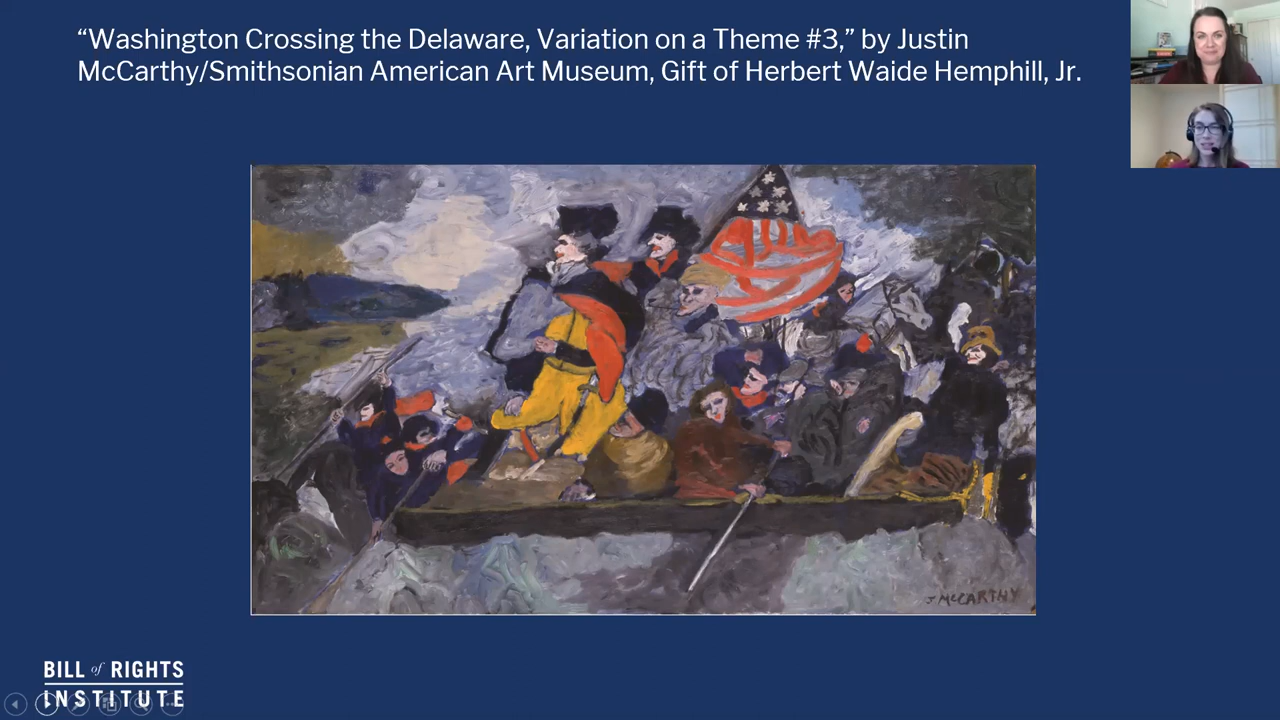 “Washington Crossing the Delaware, Variation on a Theme #3,” by Justin
McCarthy/Smithsonian American Art Museum, Gift of Herbert Waide Hemphill, Jr.
J MCCARTHY
BILL of RIGHTS
INSTITUTE